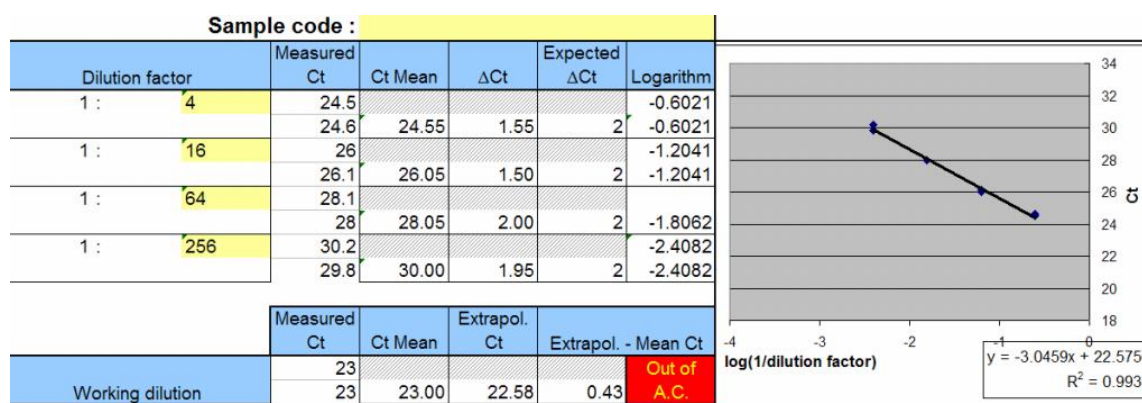 Sample code :
Dilution factor Measured Ct Ct Mean ΔCt Expected ΔCt Logarithm
1 : 4 24.5 -0.6021
24.6 24.55 1.55 2 -0.6021
1 : 16 26 -1.2041
26.1 26.05 1.50 2 -1.2041
1 : 64 28.1
28 28.05 2.00 2 -1.8062
1 : 256 30.2 -2.4082
29.8 30.00 1.95 2 -2.4082
Measured Ct Ct Mean Extrapol. Ct Extrapol. - Mean Ct
23 Out of
Working dilution 23 23.00 22.58 0.43 A.C.
34
32
30
28
26
24
22
20
18
Ct
-4 -3 -2 -1 0
log(1/dilution factor)
y = -3.0459x + 22.575
R² = 0.993